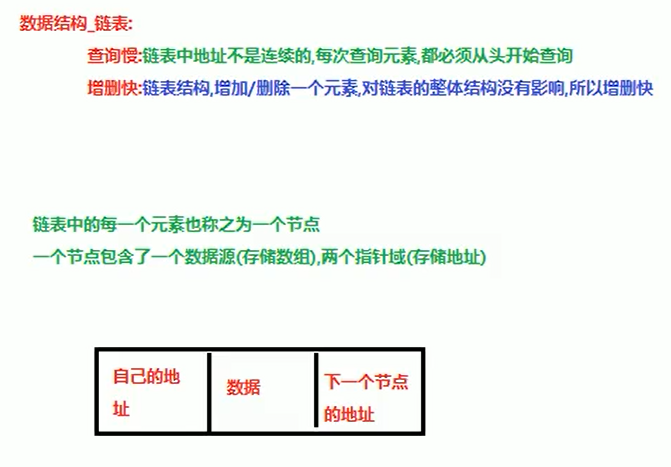 数据结构_链表:
查询慢:链表中地址不是连续的,每次查询元素,都必须从头开始查询
增删快:链表结构,增加/删除一个元素,对链表的整体结构没有影响,所以增删快
链表中的每一个元素也称之为一个节点
一个节点包含了一个数据源(存储数组),两个指针域(存储地址)
自己的地
址
数据
下一个节点
的地址